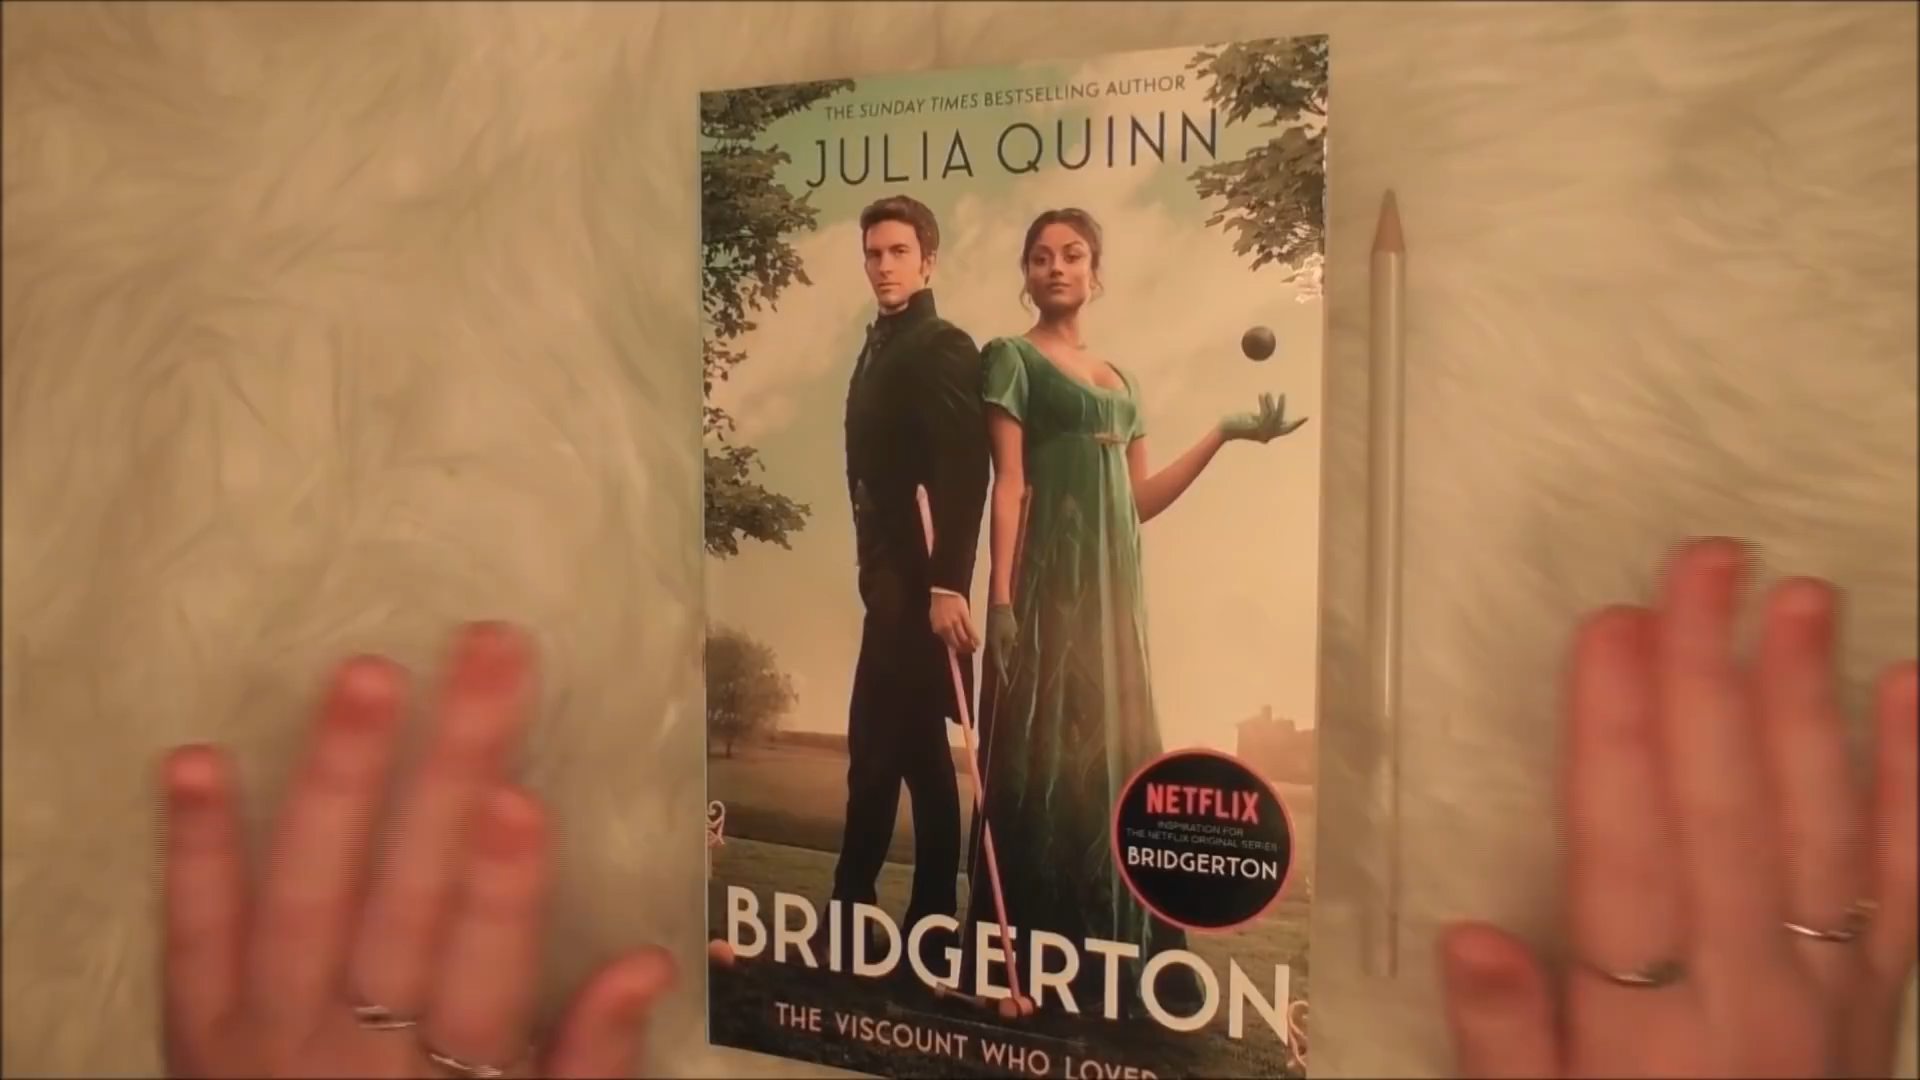 THE SUNDAY TIMES BESTSELLING AUTHOR
JULIA QUINN
NETFLIX
INSPIRATION FOR
THE NETFLIX ORIGINAL SERIES
BRIDGERTON
BRIDGERTON
THE VISCOUNT WHO LOVED